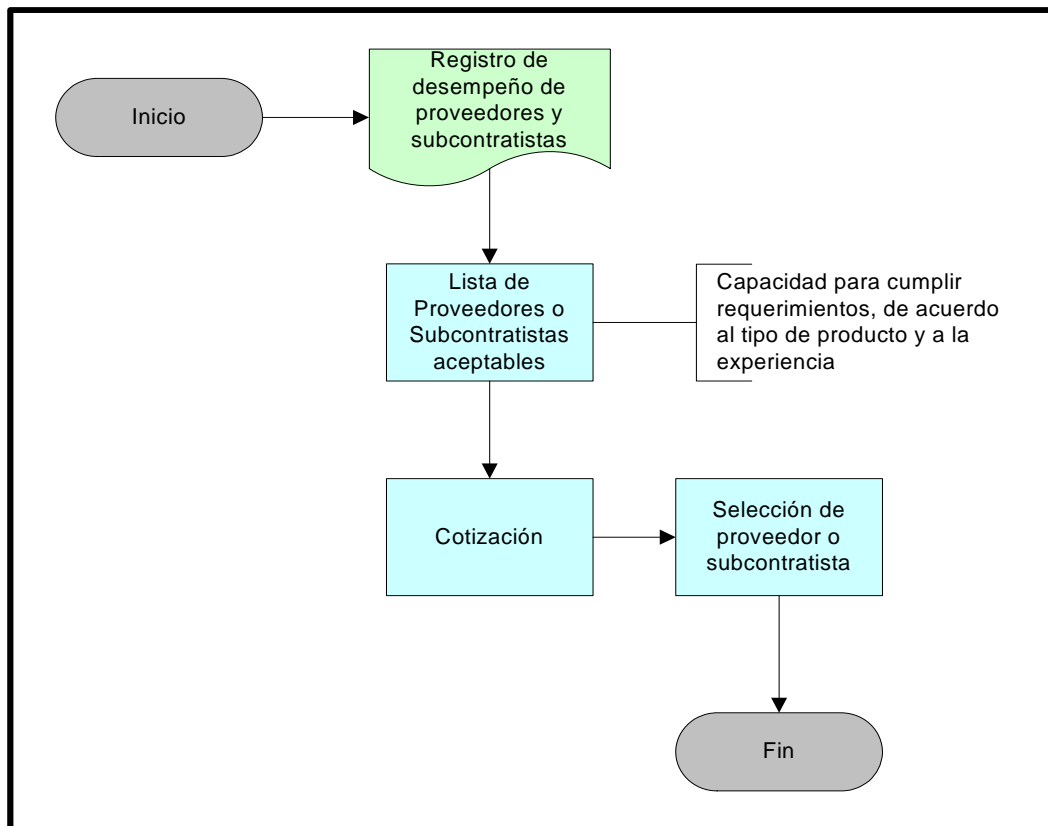 Inicio
Registro de
desempeño de
proveedores y
subcontratistas
Lista de
Proveedores o
Subcontratistas
aceptables
Capacidad para cumplir
requerimientos, de acuerdo
al tipo de producto y a la
experiencia
Cotización
Selección de
proveedor o
subcontratista
Fin